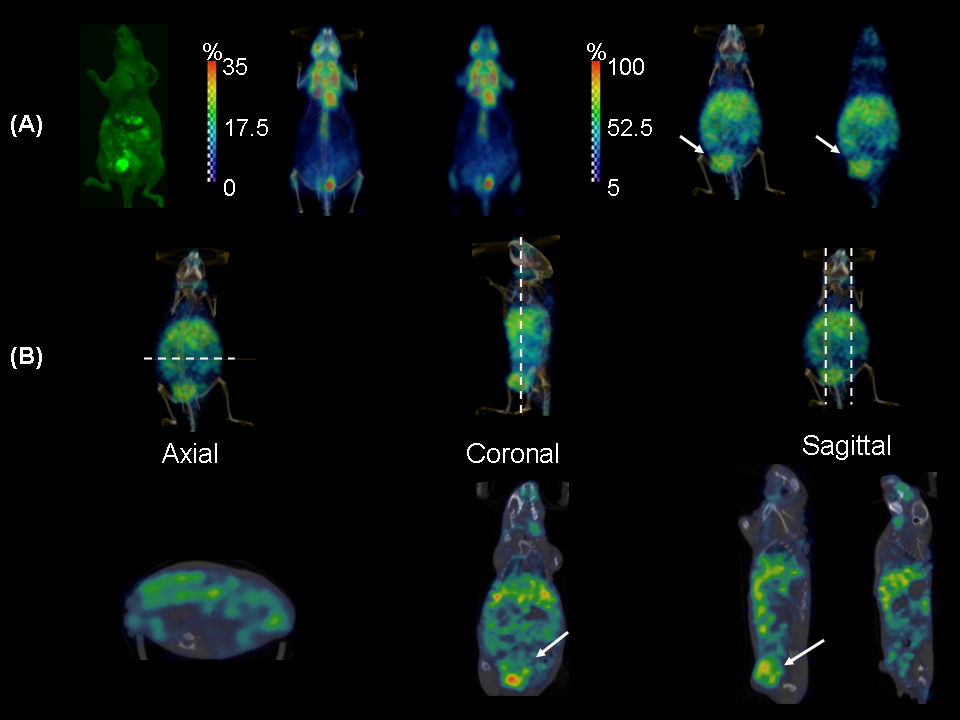 % 35 % 100
(A) 17.5 52.5
0 5
(B)
Axial Coronal Sagittal